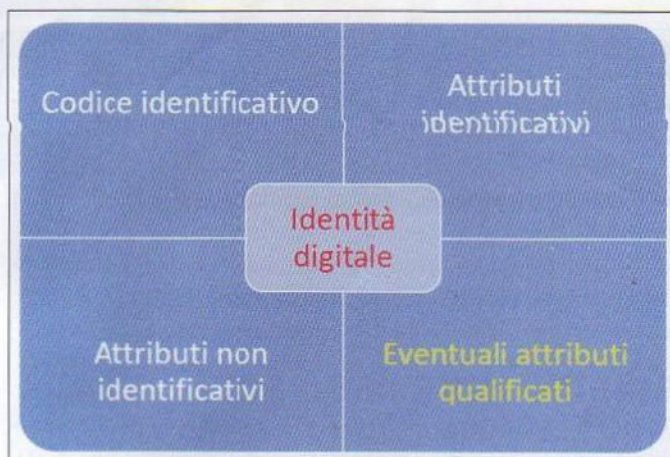 Codice identificativo
Attributi
identificativi
Identità
digitale
Attributi non
identificativi
Eventuali attributi
qualificati